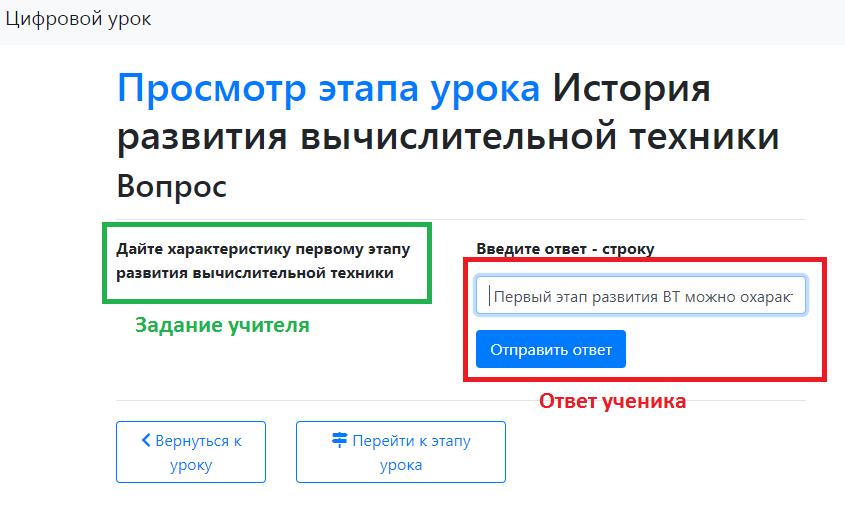 Цифровой урок
Просмотр этапа урока История
развития вычислительной техники
Вопрос
Дайте характеристику первому этапу
развития вычислительной техники
Задание учителя
Введите ответ - строку
Первый этап развития ВТ можно охаракт
Отправить ответ
Ответ ученика
Вернуться к
уроку
Перейти к этапу
урока